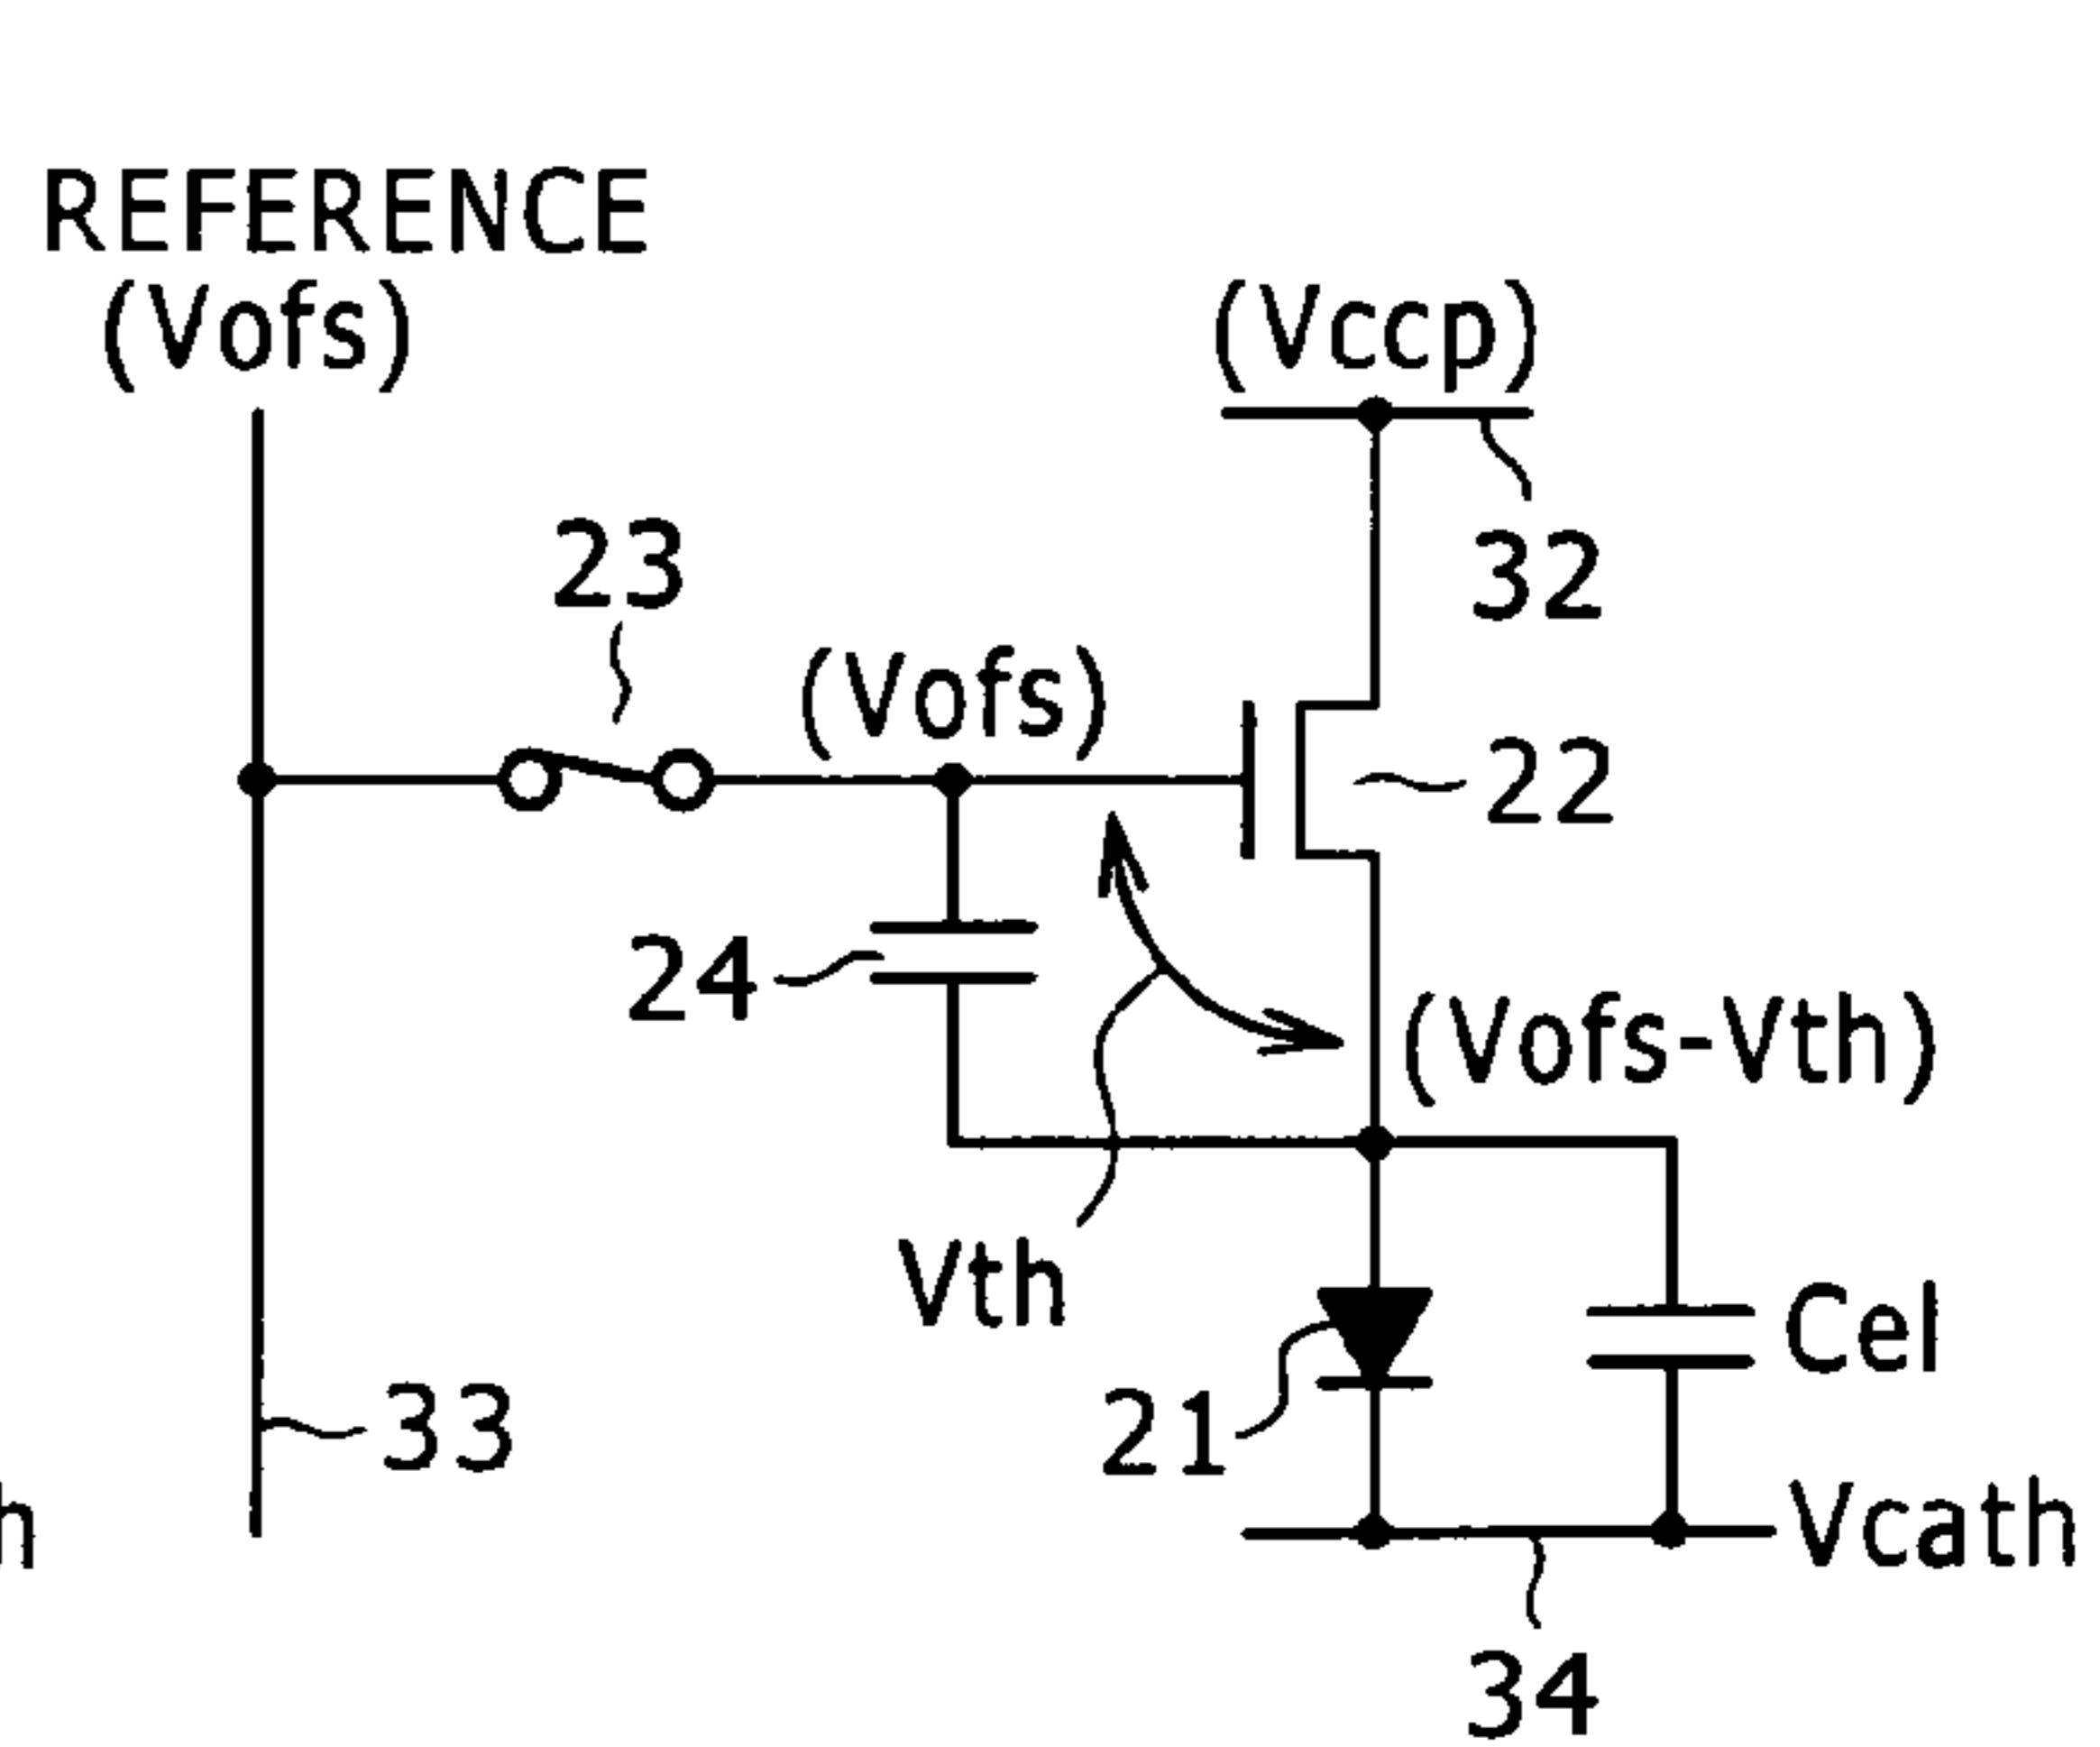 REFERENCE
(Vofs)
(Vccp)
32
23
(Vofs)
22
24
(Vofs-Vth)
Vth
Cel
21
33
h
Vcath
34